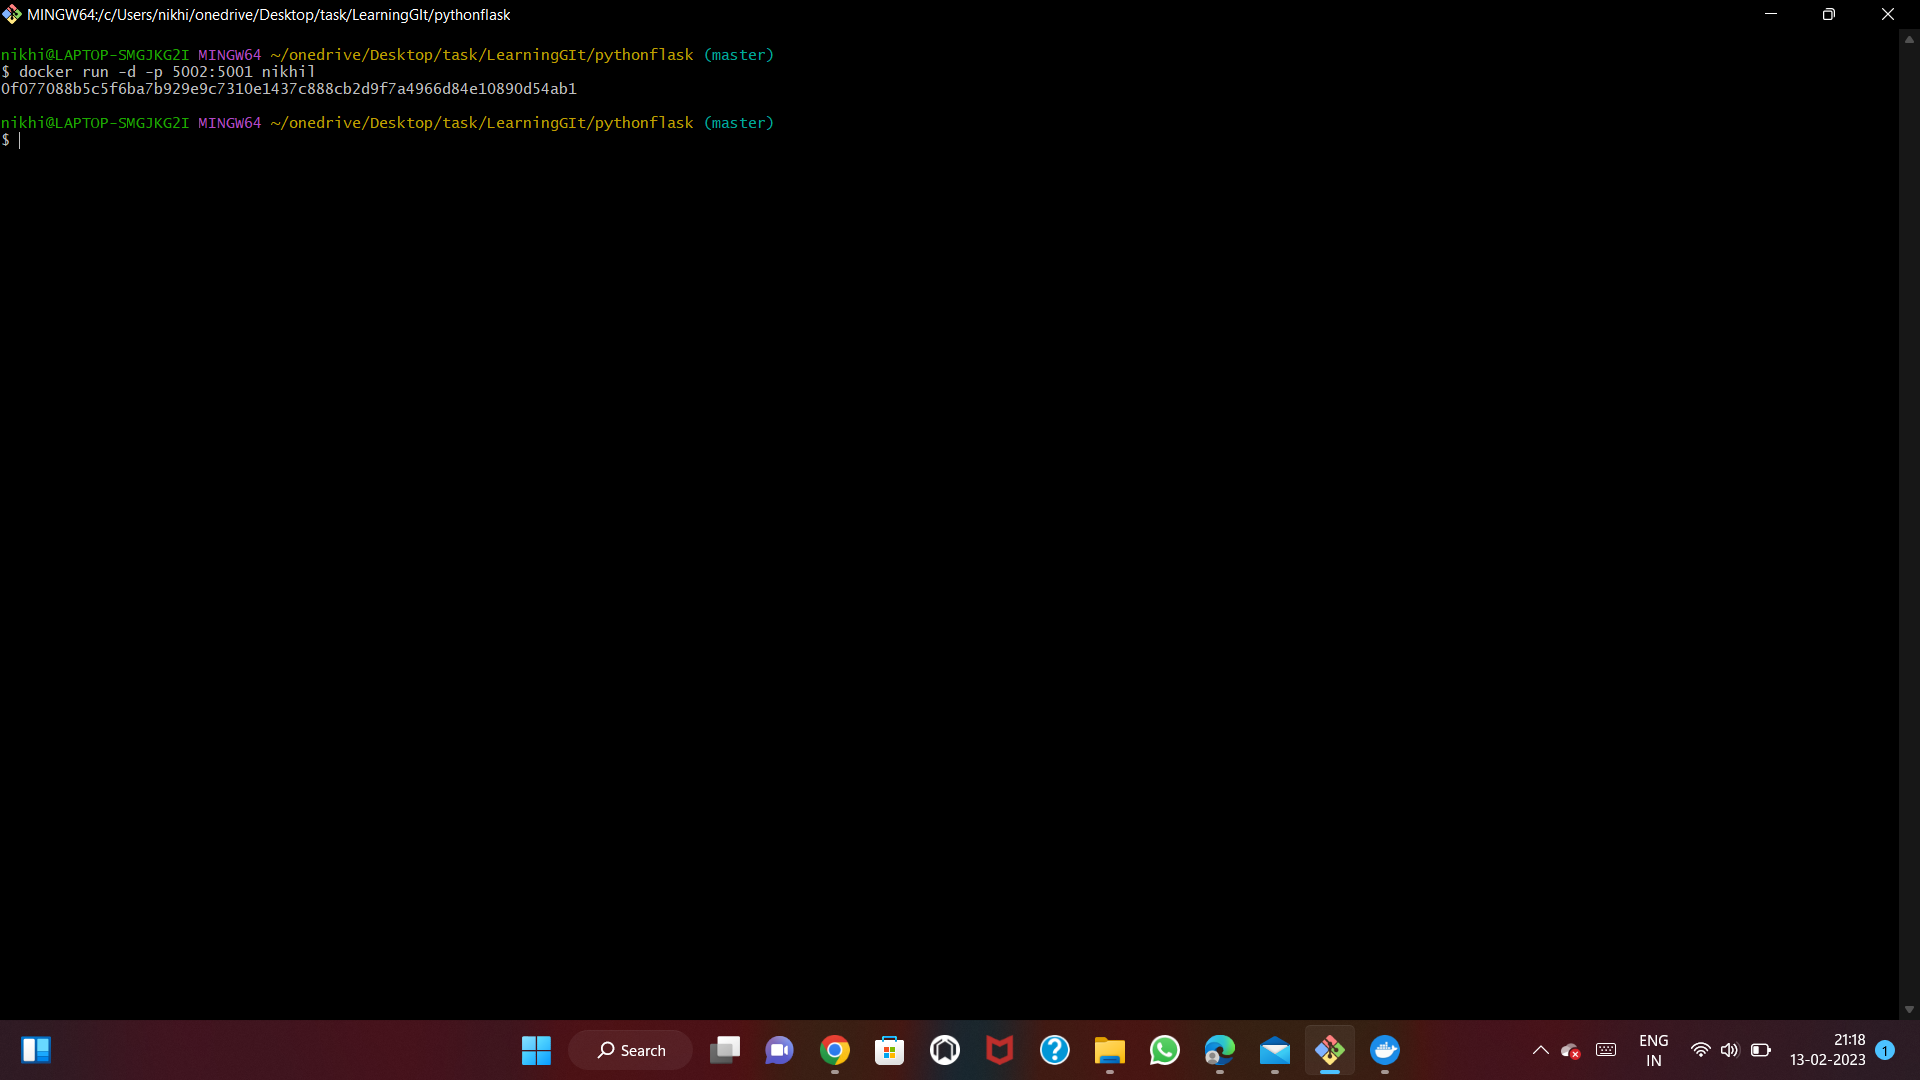 MINGW64:/c/Users/nikhi/onedrive/Desktop/task/LearningGIt/pythonflask
nikhi@LAPTOP-SMGJKG2I MINGW64 ~/onedrive/Desktop/task/LearningGIt/pythonflask (master)
$ docker run -d -p 5002:5001 nikhil
0f077088b5c5f6ba7b929e9c7310e1437c888cb2d9f7a4966d84e10890d54ab1
nikhi@LAPTOP-SMGJKG2I MINGW64 ~/onedrive/Desktop/task/LearningGIt/pythonflask (master)
$
Search
ENG
IN
21:18
13-02-2023
1